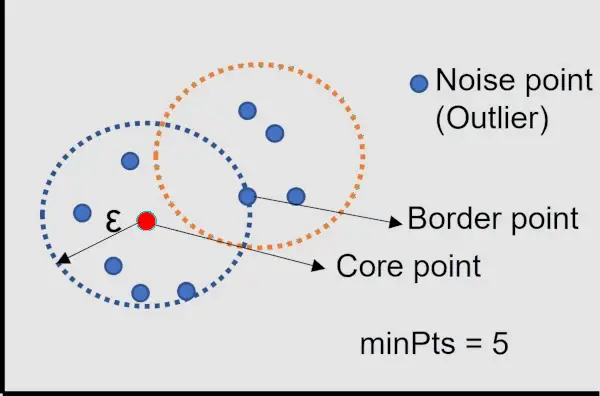 Noise point
(Outlier)
ε
Border point
Core point
minPts = 5